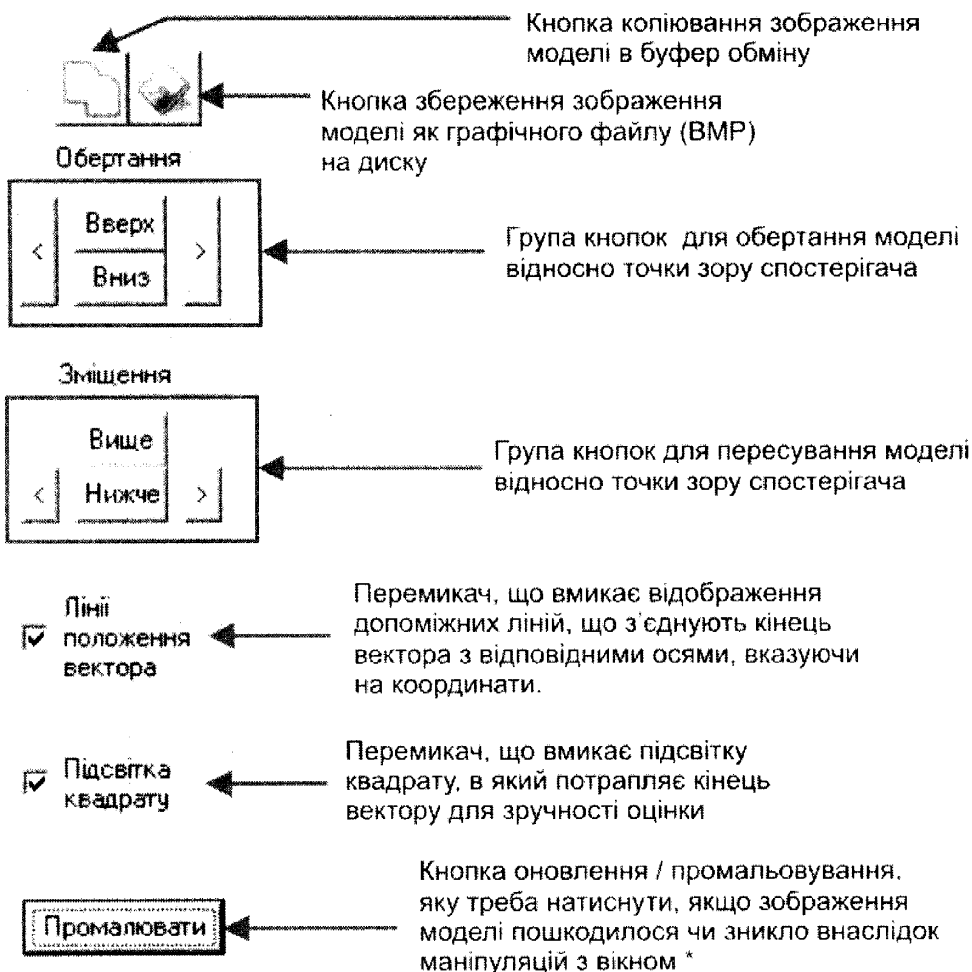 Кнопка копіювання зображення
моделі в буфер обміну
Кнопка збереження зображення
моделі як графічного файлу (BMP)
на диску
Обертання
<
Вверх
Вниз
>
Група кнопок для обертання моделі
відносно точки зору спостерігача
Зміщення
Вище
<
Нижче
>
Група кнопок для пересування моделі
відносно точки зору спостерігача
Лінії
положення
вектора
Перемикач, що вмикає відображення
допоміжних ліній, що з'єднують кінець
вектора з відповідними осями, вказуючи
на координати.
Підсвітка
квадрату
Перемикач, що вмикає підсвітку
квадрату, в який потрапляє кінець
вектору для зручності оцінки
Промалювати
Кнопка оновлення / промальовування,
яку треба натиснути, якщо зображення
моделі пошкодилося чи зникло внаслідок
маніпуляцій з вікном *